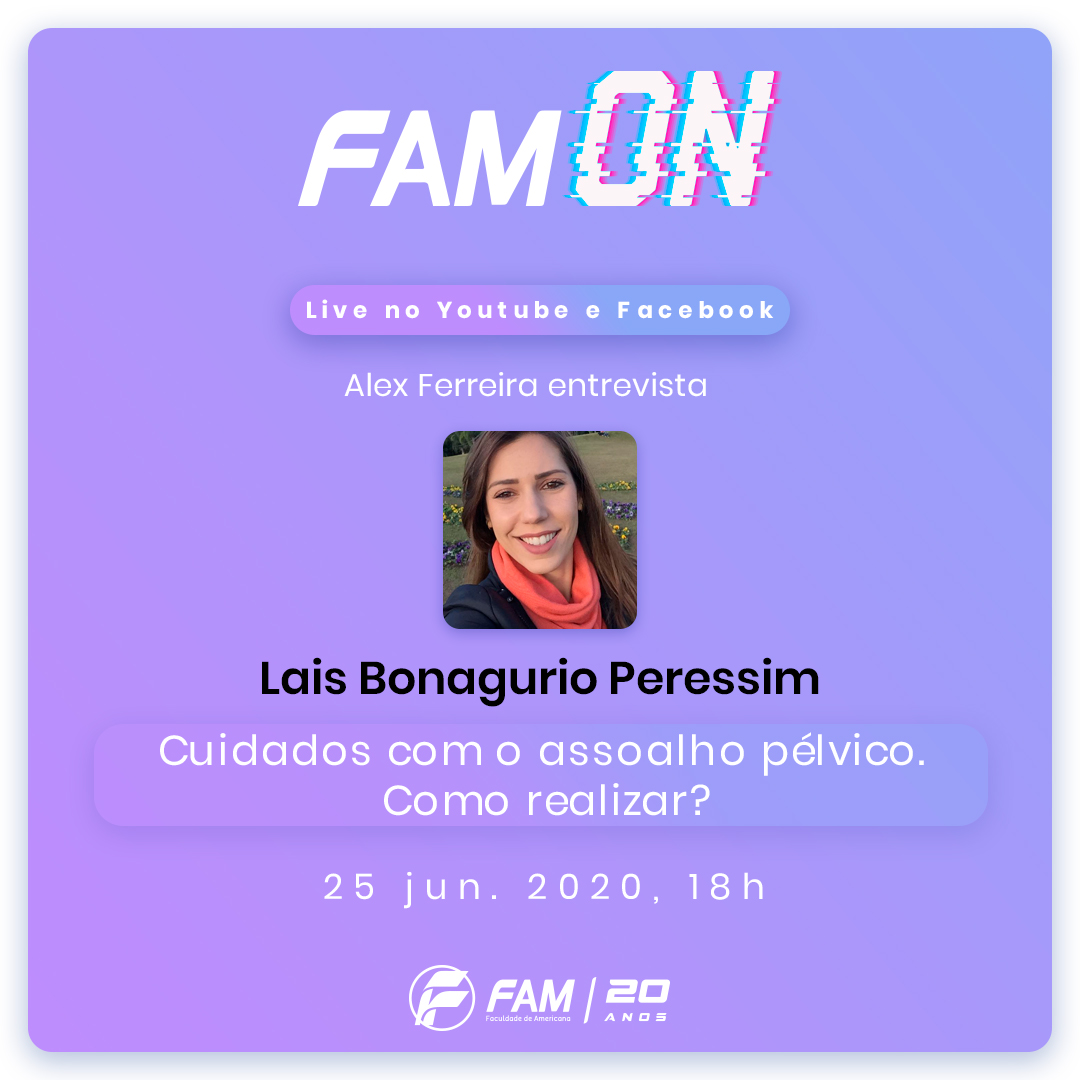 FAM ON
Live no Youtube e Facebook
Alex Ferreira entrevista
Lais Bonagurio Peressim
Cuidados com o assoalho pélvico.
Como realizar?
25 jun. 2020, 18h
FAM 20
Faculdade de Americana ANOS